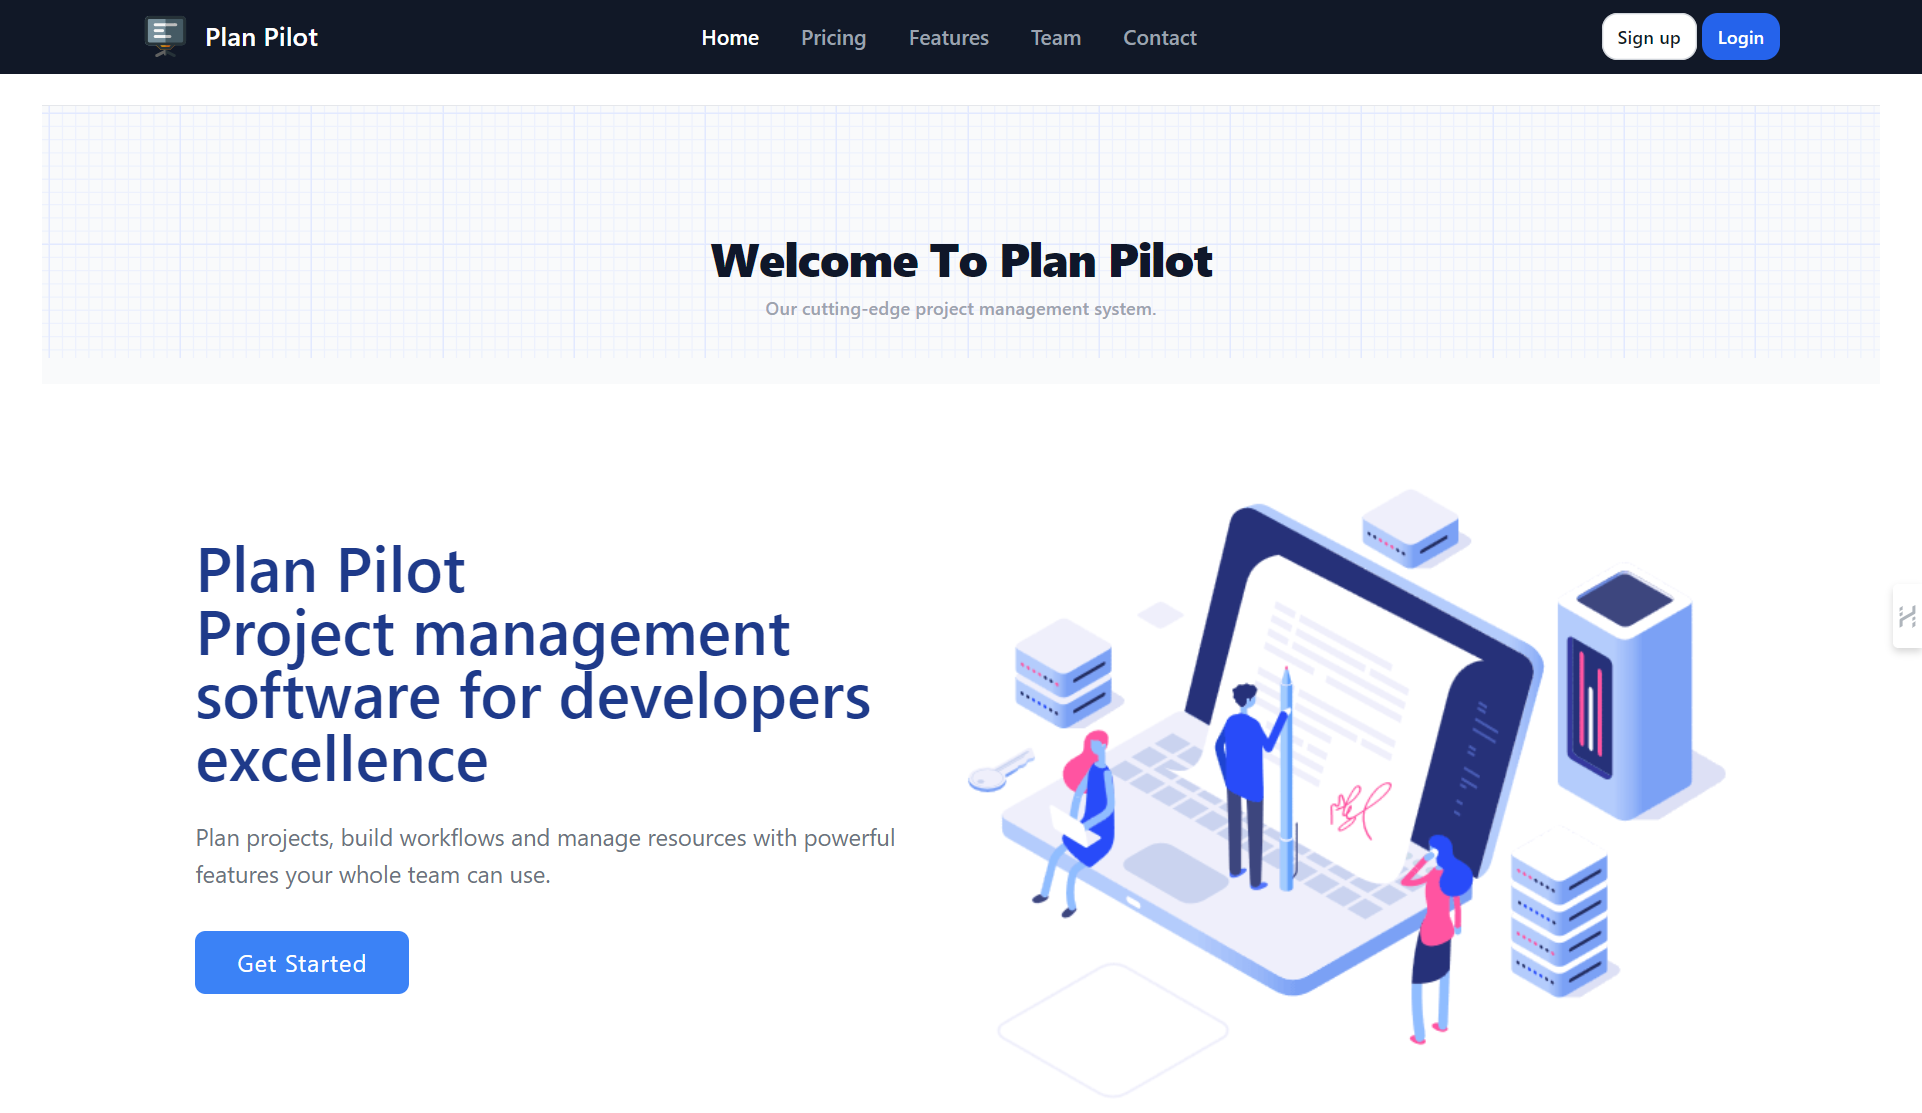 Plan Pilot
Home Pricing Features Team Contact
Sign up Login
Welcome To Plan Pilot
Our cutting-edge project management system.
Plan Pilot
Project management
software for developers
excellence
Plan projects, build workflows and manage resources with powerful
features your whole team can use.
Get Started